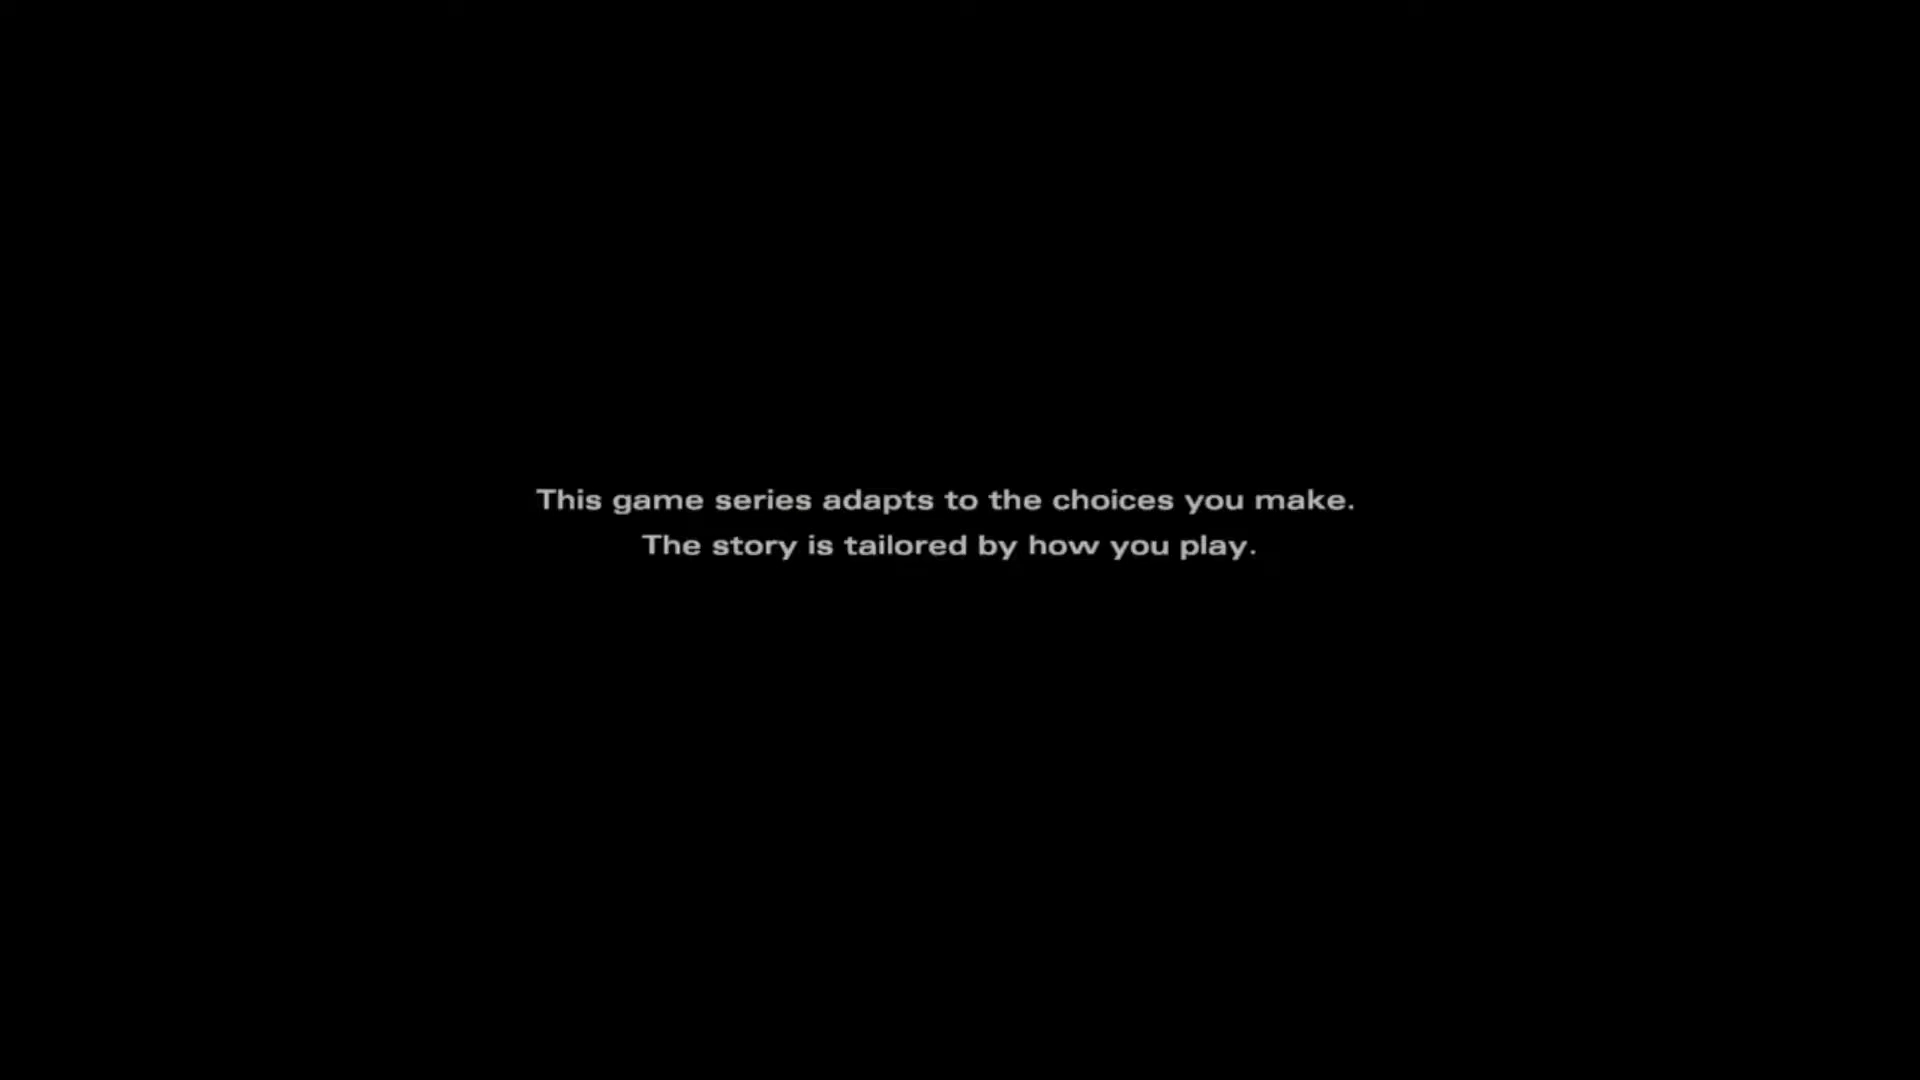 This game series adapts to the choices you make.
The story is tailored by how you play.